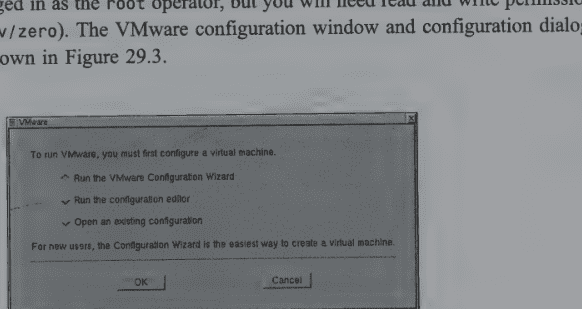 ged in as the root operator, but you will need read and write permissio
v/zero). The VMware configuration window and configuration dialo
own in Figure 29.3.
VMware
To run VMware, you must first configure a virtual machine.
Run the VMware Configuration Wizard
Run the configuration editor
Open an existing configuration
For new users, the Configuration Wizard is the easiest way to create a virtual machine.
OK Cancel